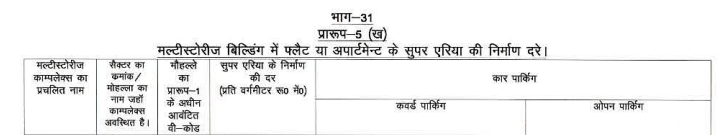 भाग–31
प्रारूप–5 (ख)
मल्टीस्टोरीज बिल्डिंग में फ्लैट या अपार्टमेन्ट के सुपर एरिया की निर्माण दरे।
मल्टीस्टोरीज
काम्पलेक्स का
प्रचलित नाम
सैक्टर का
कमांक /
मोहल्ला का
नाम जहॉ
काम्पलेक्स
अवस्थित है।
मौहल्ले
का
प्रारूप–1
के अधीन
आवंटित
वी–कोड
सुपर एरिया के निर्माण
की दर
(प्रति वर्गमीटर रू0 में0)
कार पार्किग
कवर्ड पार्किग
ओपन पार्किग